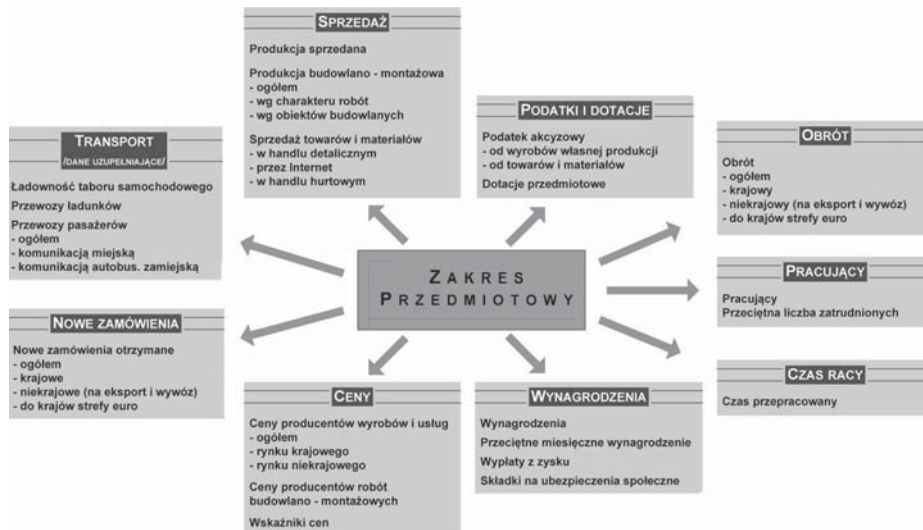 SPRZEDAŻ
Produkcja sprzedana
Produkcja budowlano - montażowa
- ogółem
- wg charakteru robót
- wg obiektów budowlanych
Sprzedaż towarów i materiałów
- w handlu detalicznym
- przez Internet
- w handlu hurtowym
PODATKI I DOTACJE
Podatek akcyzowy
- od wyrobów własnej produkcji
- od towarów i materiałów
Dotacje przedmiotowe
TRANSPORT
/DANE UZUPEŁNIAJĄCE/
Ładowność taboru samochodowego
Przewozy ładunków
Przewozy pasażerów
- ogółem
- komunikacją miejską
- komunikacją autobus. zamiejską
OBRÓT
Obrót
- ogółem
- krajowy
- niekrajowy (na eksport i wywóz)
- do krajów strefy euro
ZAKRES
PRZEDMIOTOWY
PRACUJĄCY
Pracujący
Przeciętna liczba zatrudnionych
NOWE ZAMÓWIENIA
Nowe zamówienia otrzymane
- ogółem
- krajowe
- niekrajowe (na eksport i wywóz)
- do krajów strefy euro
CZAS RACY
Czas przepracowany
CENY
Ceny producentów wyrobów i usług
- ogółem
- rynku krajowego
- rynku niekrajowego
Ceny producentów robót
budowlano - montażowych
Wskaźniki cen
WYNAGRODZENIA
Wynagrodzenia
Przeciętne miesięczne wynagrodzenie
Wypłaty z zysku
Składki na ubezpieczenia społeczne